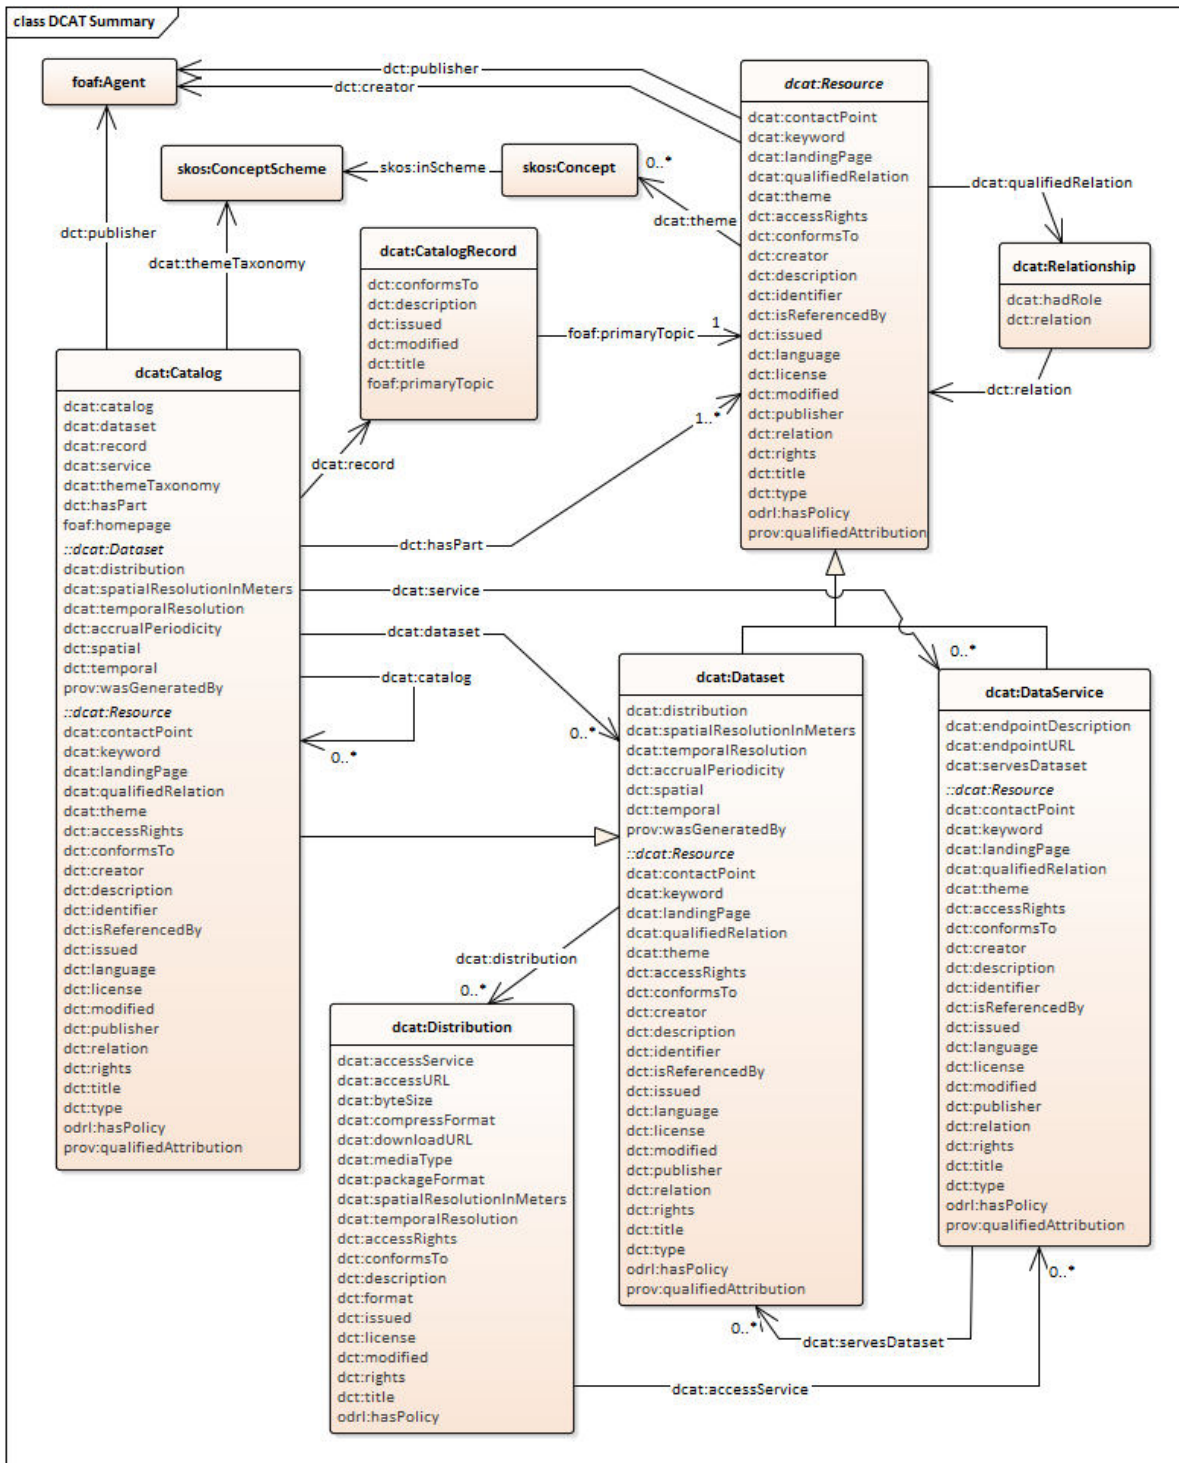 class DCAT Summary
foaf:Agent
dct:publisher
dct:creator
skos:ConceptScheme
skos:inScheme
skos:Concept
0..*
dcat:theme
dct:publisher
dcat:themeTaxonomy
dcat:Resource
dcat:contactPoint
dcat:keyword
dcat:landingPage
dcat:qualifiedRelation
dcat:theme
dct:accessRights
dct:conformsTo
dct:creator
dct:description
dct:identifier
dct:isReferencedBy
dct:issued
dct:language
dct:license
dct:modified
dct:publisher
dct:relation
dct:rights
dct:title
dct:type
odrl:hasPolicy
prov:qualifiedAttribution
dcat:qualifiedRelation
dcat:Relationship
dcat:hadRole
dct:relation
dct:relation
dcat:CatalogRecord
dct:conformsTo
dct:description
dct:issued
dct:modified
dct:title
foaf:primaryTopic
foaf:primaryTopic
1
1..*
dcat:record
dct:hasPart
dcat:service
0..*
dcat:dataset
0..*
dcat:catalog
0..*
dcat:Catalog
dcat:catalog
dcat:dataset
dcat:record
dcat:service
dcat:themeTaxonomy
dct:hasPart
foaf:homepage
::dcat:Dataset
dcat:distribution
dcat:spatialResolutionInMeters
dcat:temporalResolution
dct:accrualPeriodicity
dct:spatial
dct:temporal
prov:wasGeneratedBy
::dcat:Resource
dcat:contactPoint
dcat:keyword
dcat:landingPage
dcat:qualifiedRelation
dcat:theme
dct:accessRights
dct:conformsTo
dct:creator
dct:description
dct:identifier
dct:isReferencedBy
dct:issued
dct:language
dct:license
dct:modified
dct:publisher
dct:relation
dct:rights
dct:title
dct:type
odrl:hasPolicy
prov:qualifiedAttribution
dcat:Dataset
dcat:distribution
dcat:spatialResolutionInMeters
dcat:temporalResolution
dct:accrualPeriodicity
dct:spatial
dct:temporal
prov:wasGeneratedBy
::dcat:Resource
dcat:contactPoint
dcat:keyword
dcat:landingPage
dcat:qualifiedRelation
dcat:theme
dct:accessRights
dct:conformsTo
dct:creator
dct:description
dct:identifier
dct:isReferencedBy
dct:issued
dct:language
dct:license
dct:modified
dct:publisher
dct:relation
dct:rights
dct:title
dct:type
odrl:hasPolicy
prov:qualifiedAttribution
dcat:DataService
dcat:endpointDescription
dcat:endpointURL
dcat:servesDataset
::dcat:Resource
dcat:contactPoint
dcat:keyword
dcat:landingPage
dcat:qualifiedRelation
dcat:theme
dct:accessRights
dct:conformsTo
dct:creator
dct:description
dct:identifier
dct:isReferencedBy
dct:issued
dct:language
dct:license
dct:modified
dct:publisher
dct:relation
dct:rights
dct:title
dct:type
odrl:hasPolicy
prov:qualifiedAttribution
dcat:distribution
0..*
dcat:Distribution
dcat:accessService
dcat:accessURL
dcat:byteSize
dcat:compressFormat
dcat:downloadURL
dcat:mediaType
dcat:packageFormat
dcat:spatialResolutionInMeters
dcat:temporalResolution
dct:accessRights
dct:conformsTo
dct:description
dct:format
dct:issued
dct:license
dct:modified
dct:rights
dct:title
odrl:hasPolicy
0..*
0..*
dcat:servesDataset
dcat:accessService